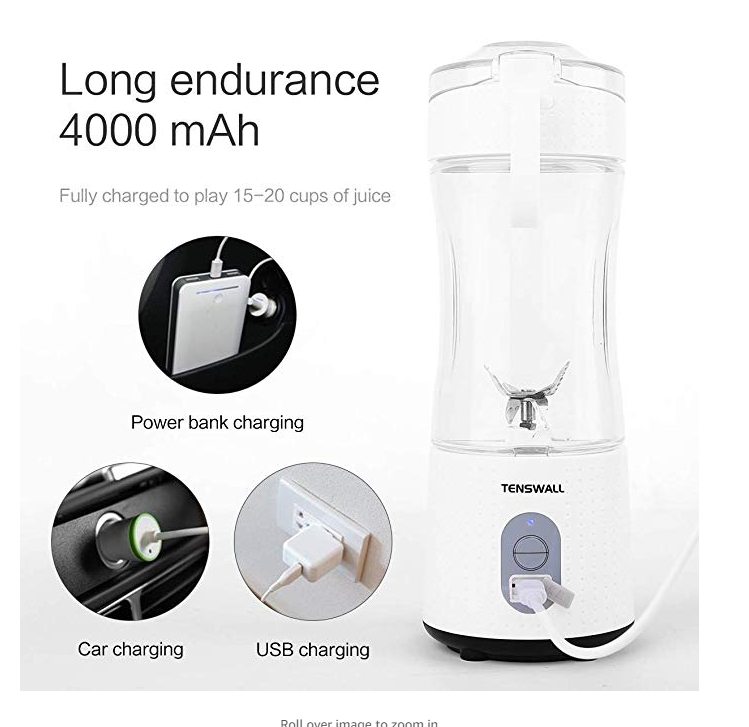 Long endurance
4000 mAh
Fully charged to play 15-20 cups of juice
Power bank charging
TENSWALL
Car charging
USB charging
Roll over image to zoom in